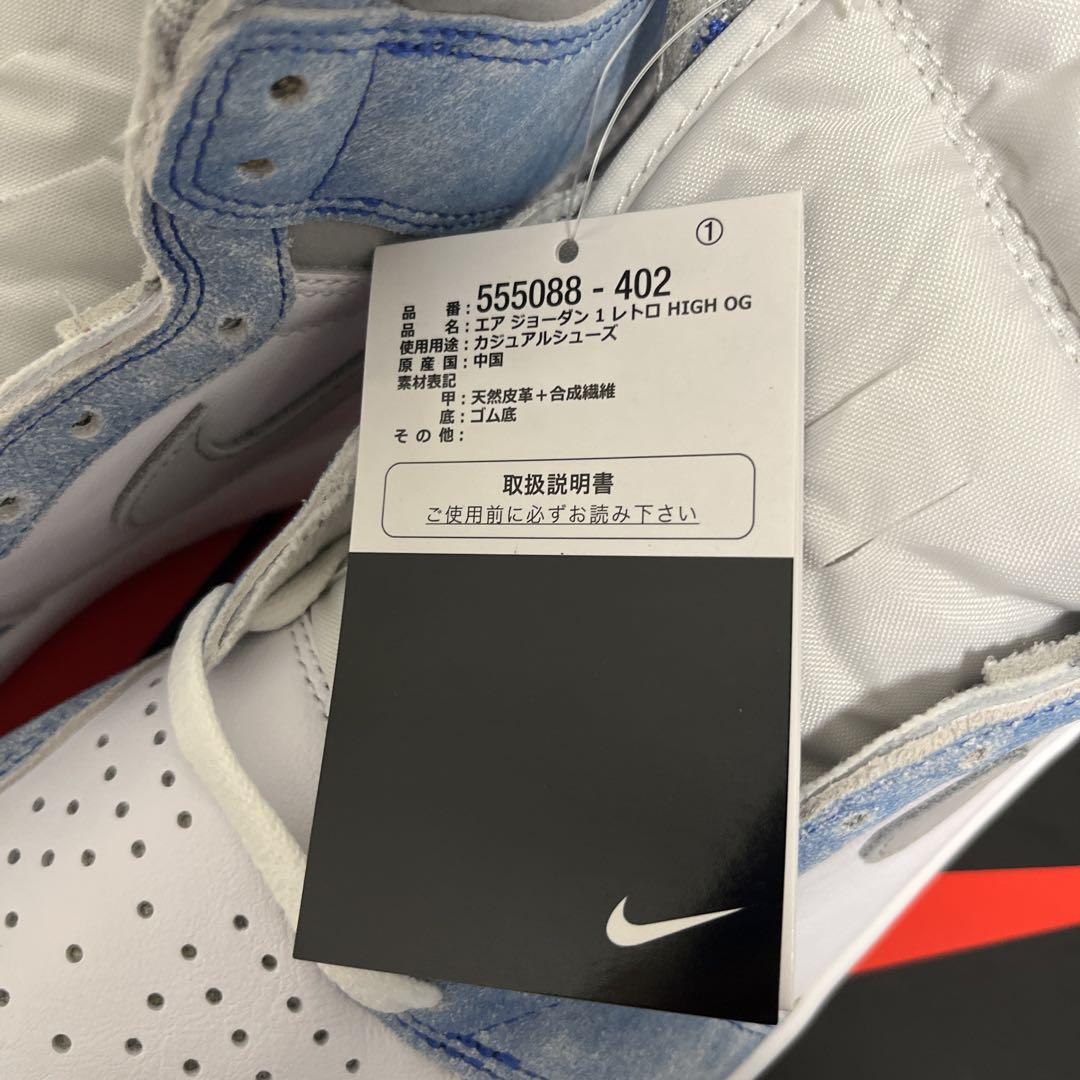 ①
品番：555088 - 402
品名：エア ジョーダン 1 レトロ HIGH OG
使用用途：カジュアルシューズ
原産国：中国
素材表記
甲：天然皮革＋合成繊維
底：ゴム底
その他：
取扱説明書
ご使用前に必ずお読み下さい